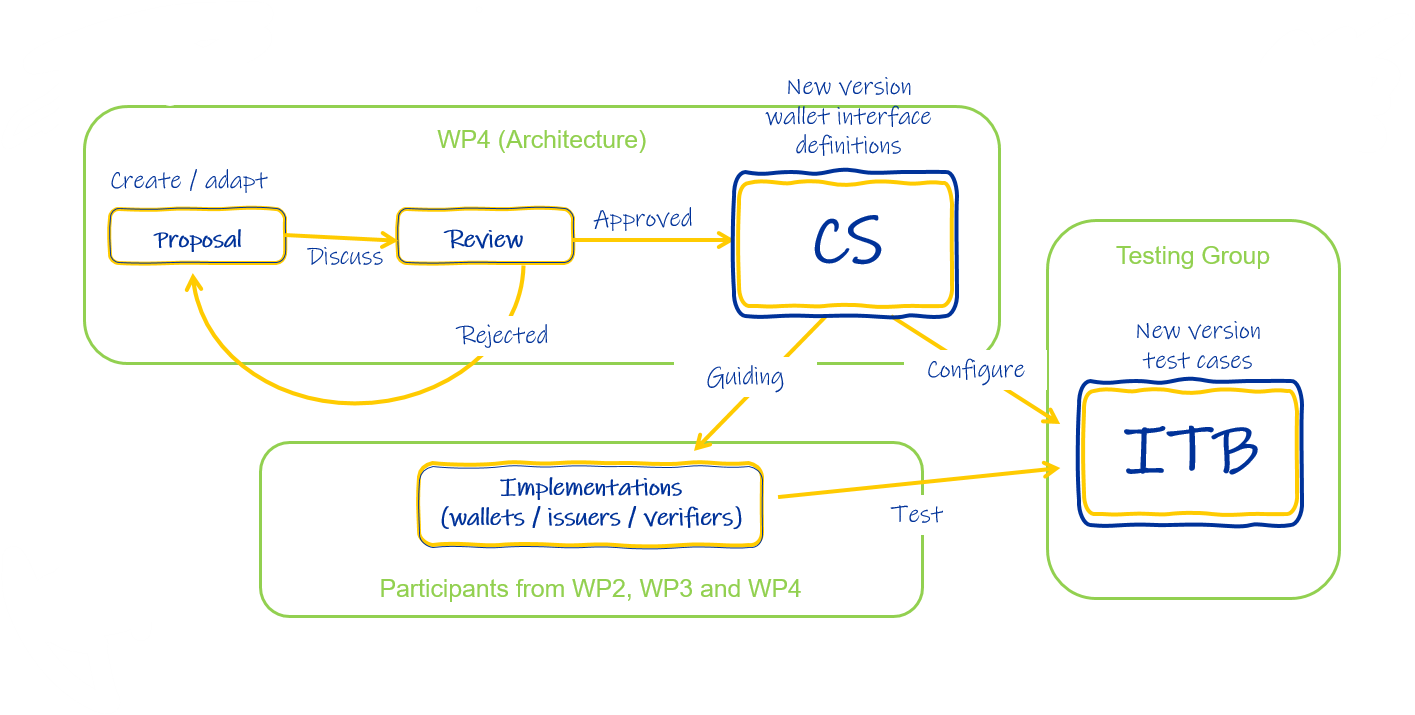 New version
wallet interface
definitions
WP4 (Architecture)
Create / adapt
Proposal
Discuss
Review
Approved
CS
Rejected
Guiding
Configure
Testing Group
New version
test cases
ITB
Implementations
(wallets / issuers / verifiers)
Test
Participants from WP2, WP3 and WP4